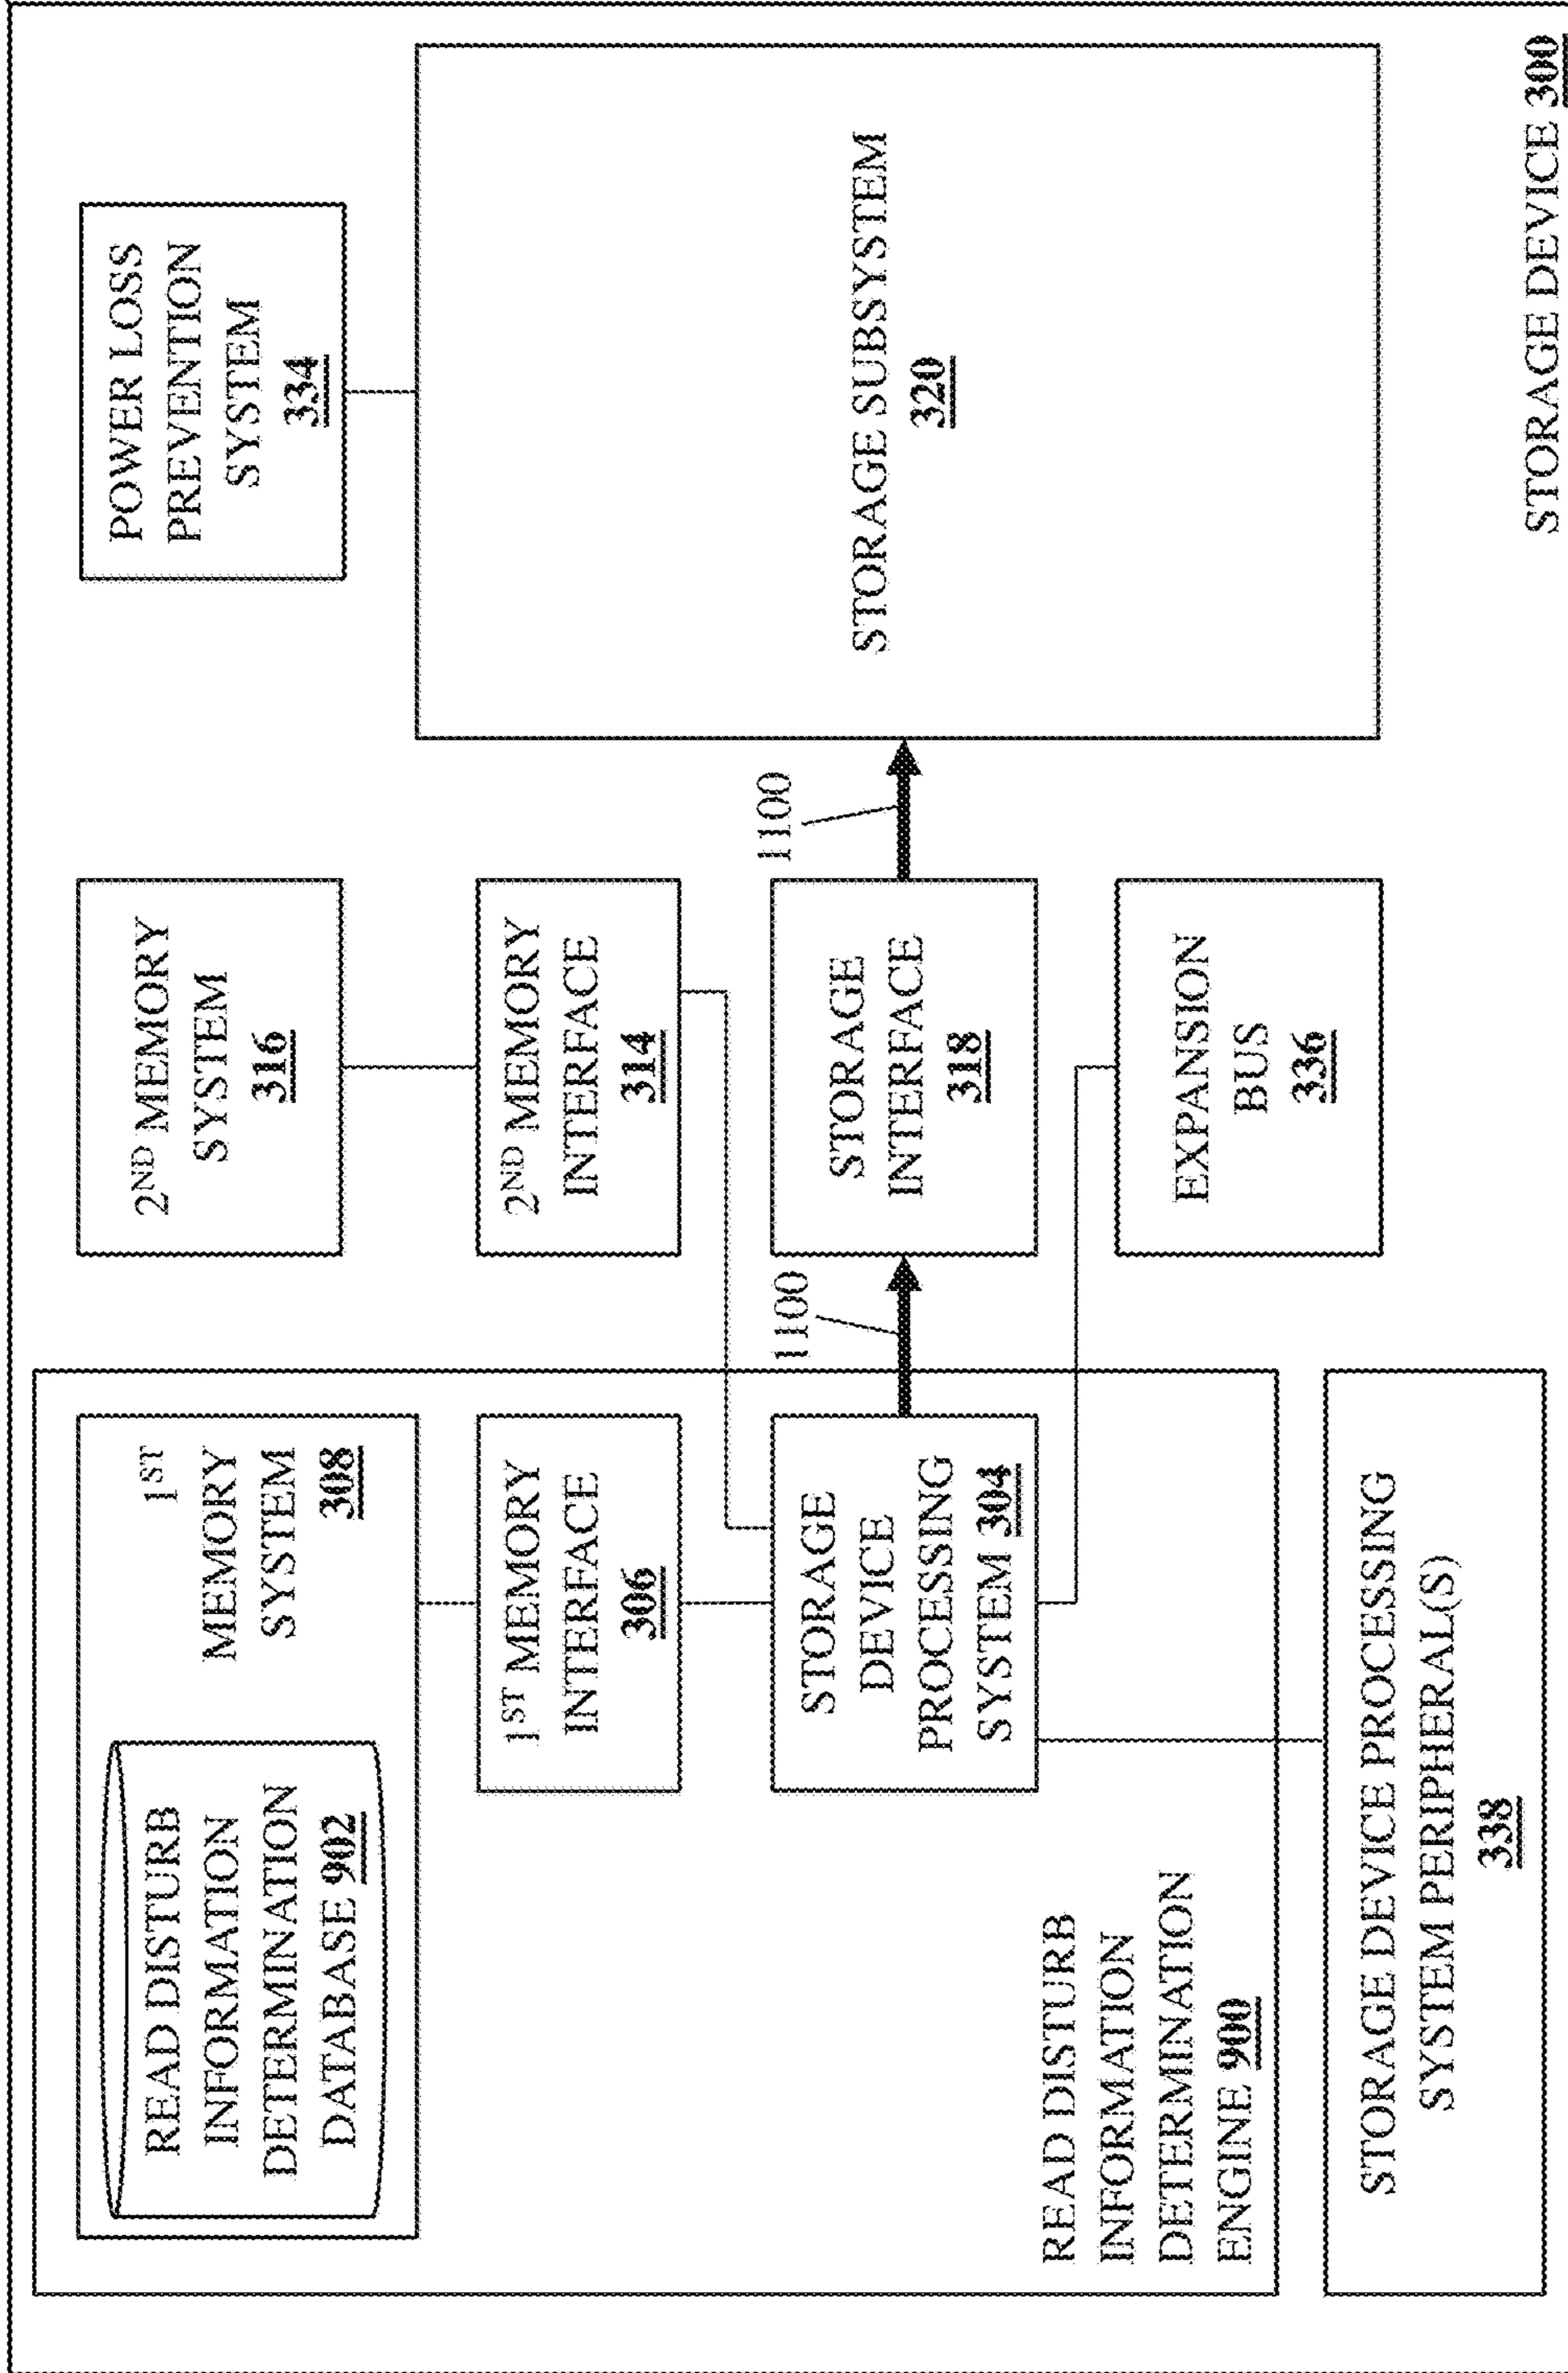 READ DISTURB
INFORMATION
DETERMINATION
DATABASE 902
1ST
MEMORY
SYSTEM
308
2ND MEMORY
SYSTEM
316
POWER LOSS
PREVENTION
SYSTEM
334
1ST MEMORY
INTERFACE
306
2ND MEMORY
INTERFACE
314
STORAGE
DEVICE
PROCESSING
SYSTEM 304
1100
STORAGE
INTERFACE
318
1100
STORAGE SUBSYSTEM
320
READ DISTURB
INFORMATION
DETERMINATION
ENGINE 900
EXPANSION
BUS
336
STORAGE DEVICE PROCESSING
SYSTEM PERIPHERAL(S)
338
STORAGE DEVICE 300